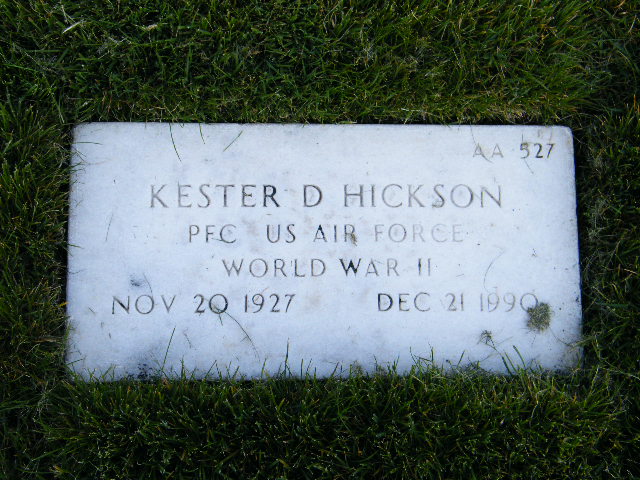 AA 527
KESTER D HICKSON
PFC US AIR FORCE
WORLD WAR II
NOV 20 1927 DEC 21 1990